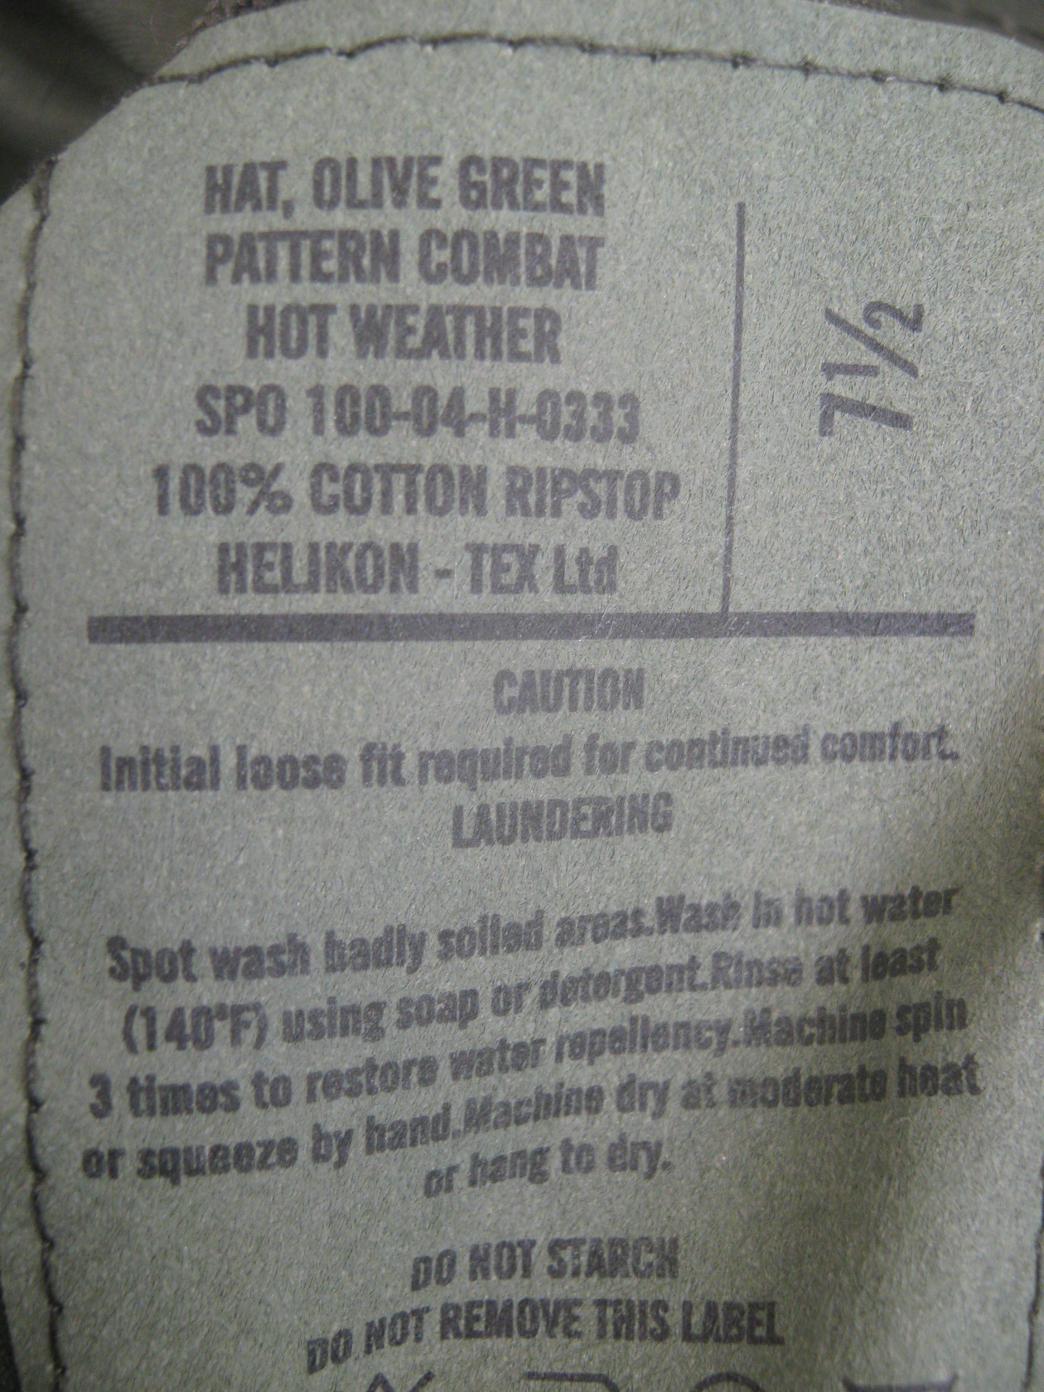 HAT, OLIVE GREEN
PATTERN COMBAT
HOT WEATHER
SPO 100-04-H-0333
100% COTTON RIPSTOP
HELIKON - TEX Ltd
7 1/2
CAUTION
Initial loose fit required for continued comfort.
LAUNDERING
Spot wash badly soiled areas.Wash in hot water
(140°F) using soap or detergent.Rinse at least
3 times to restore water repellency.Machine spin
or squeeze by hand.Machine dry at moderate heat
or hang to dry.
DO NOT STARCH
DO NOT REMOVE THIS LABEL